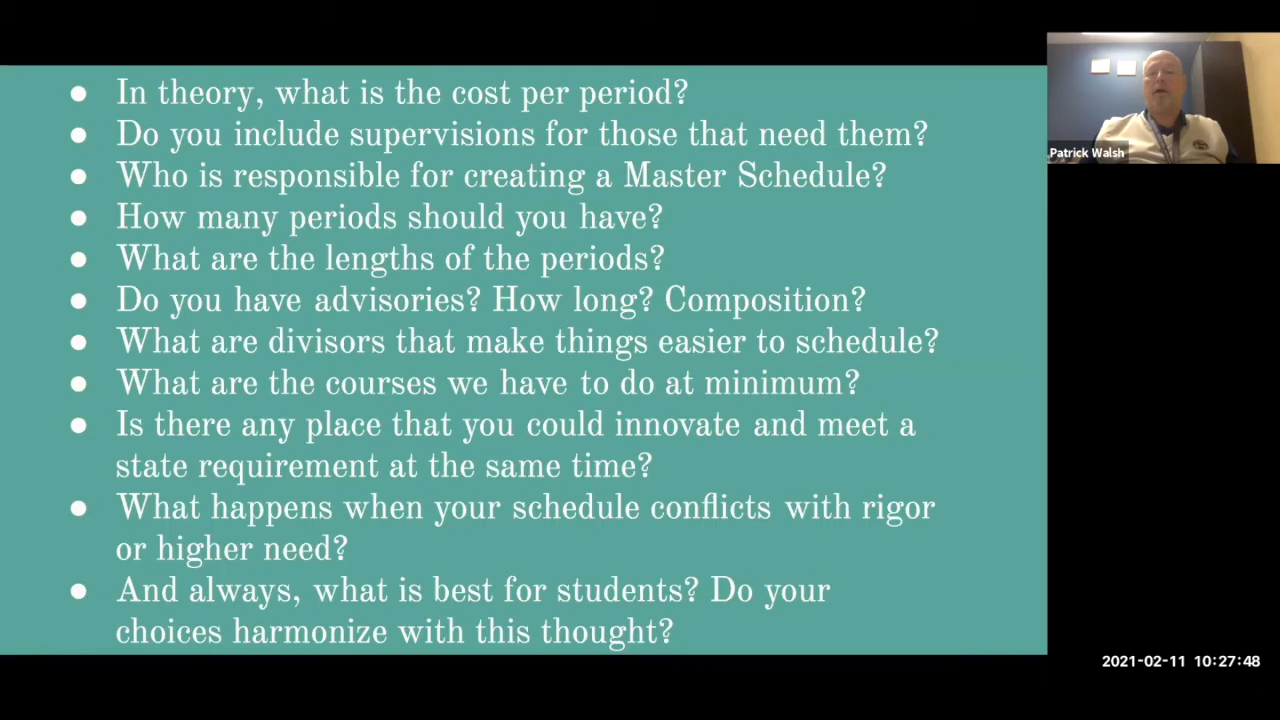 ● In theory, what is the cost per period?
● Do you include supervisions for those that need them?
● Who is responsible for creating a Master Schedule?
● How many periods should you have?
● What are the lengths of the periods?
● Do you have advisories? How long? Composition?
● What are divisors that make things easier to schedule?
● What are the courses we have to do at minimum?
● Is there any place that you could innovate and meet a
state requirement at the same time?
● What happens when your schedule conflicts with rigor
or higher need?
● And always, what is best for students? Do your
choices harmonize with this thought?
Patrick Walsh
2021-02-11 10:27:48